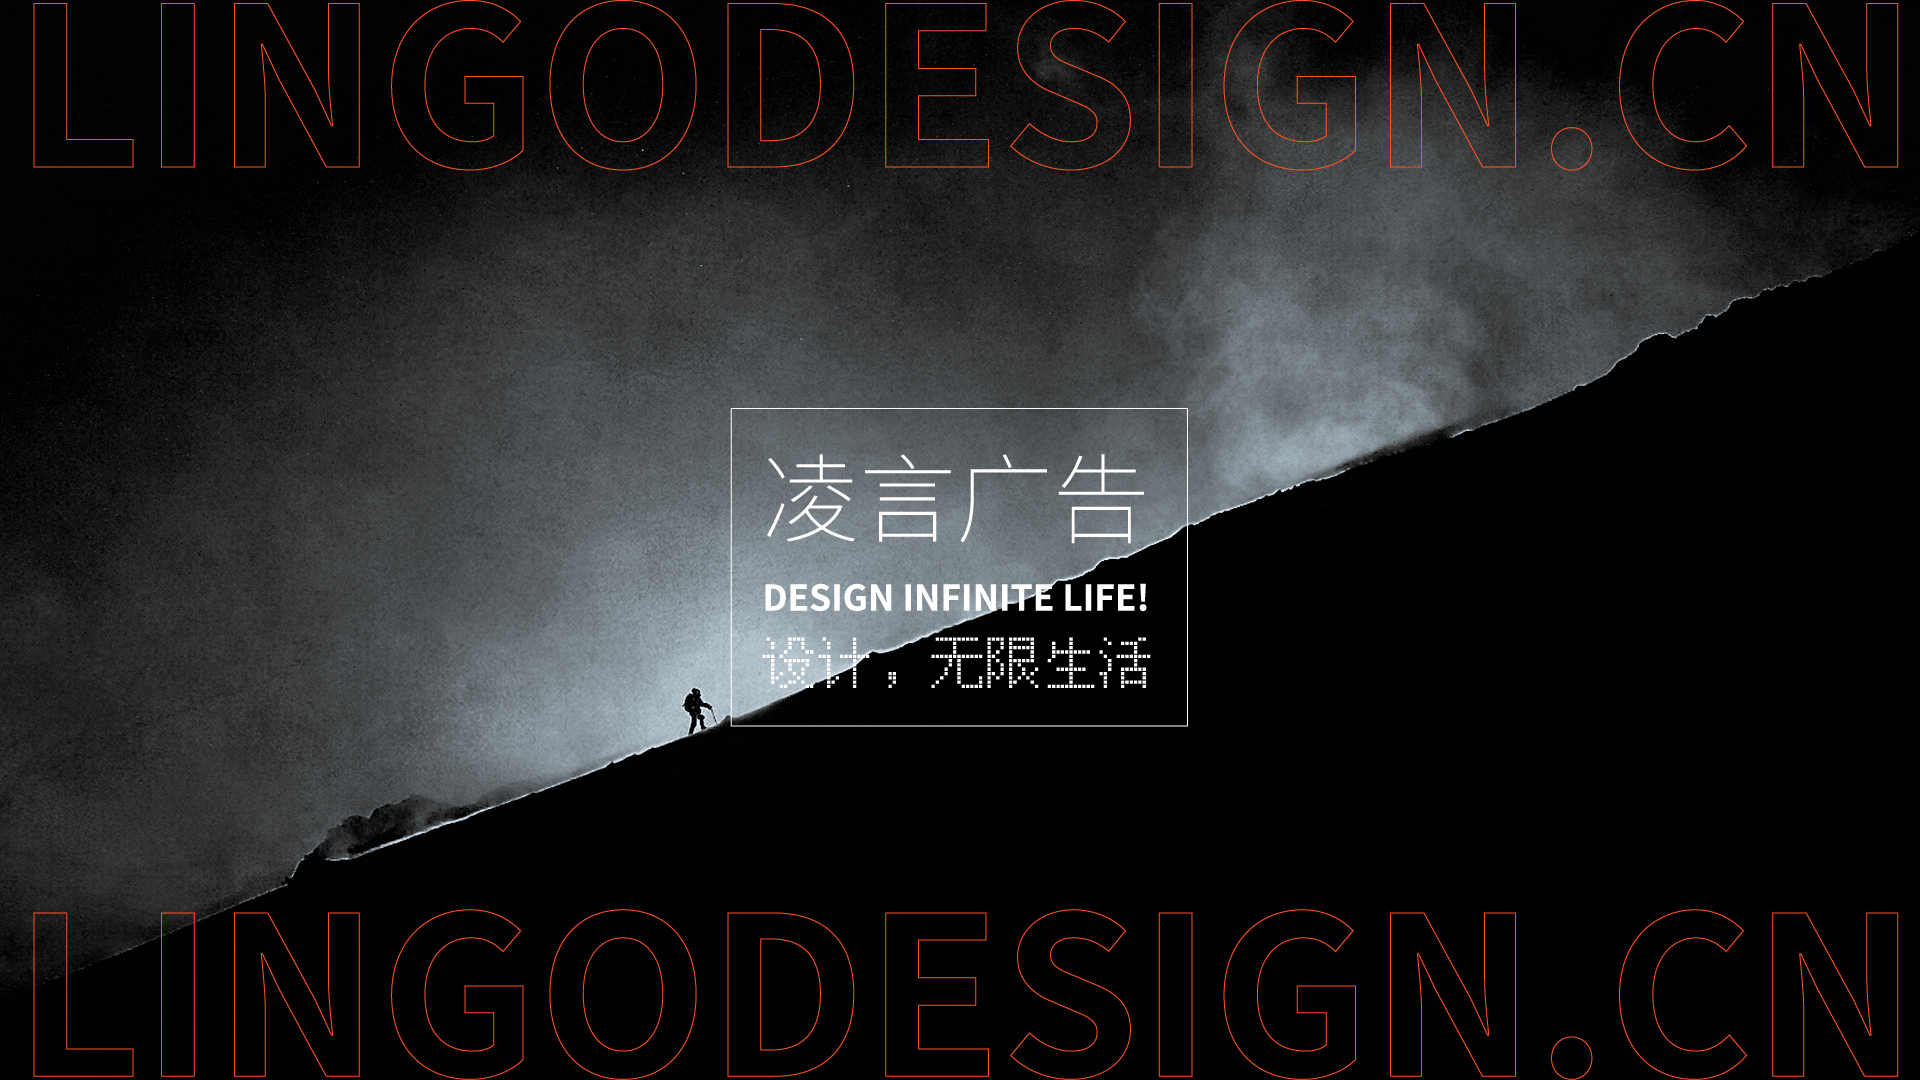 LINGODESIGN.CN
凌言广告
DESIGN INFINITE LIFE!
设计，无限生活
LINGODESIGN.CN